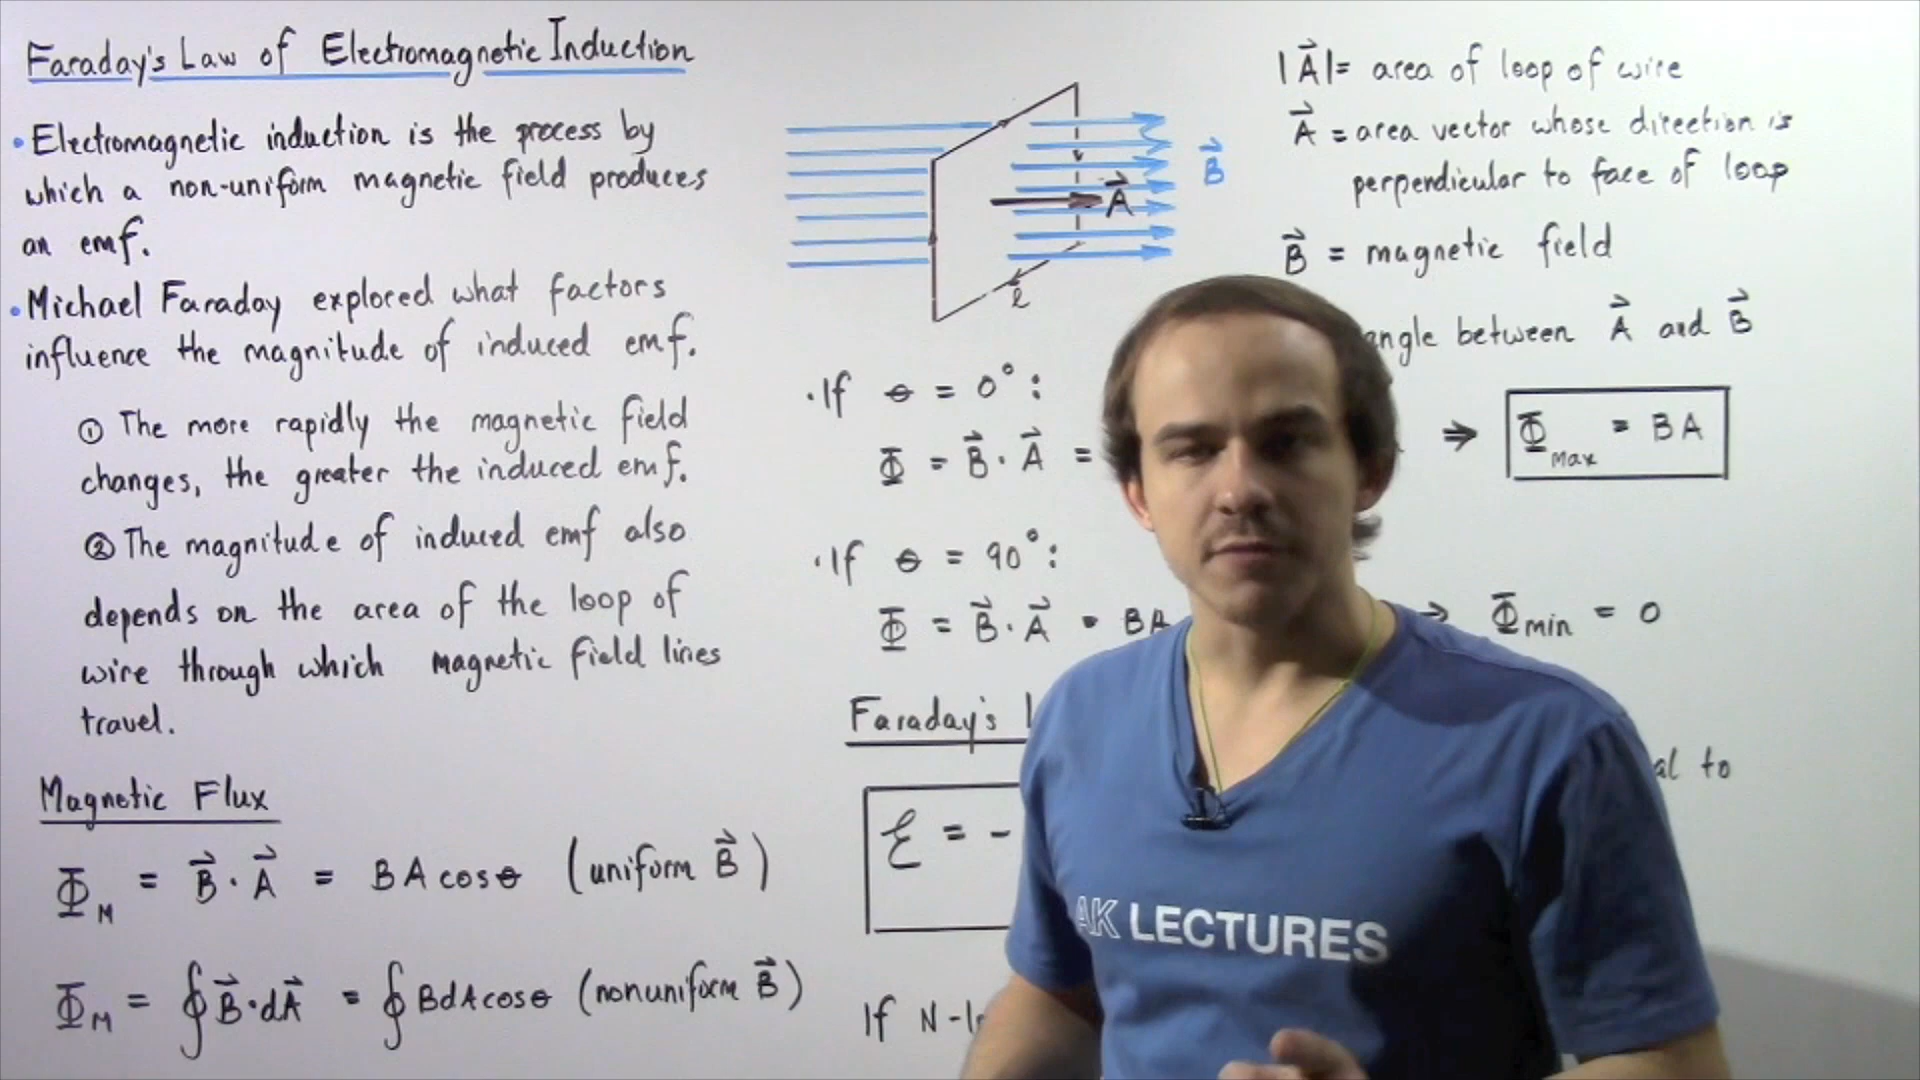 Faraday's Law of Electromagnetic Induction
• Electromagnetic induction is the process by
which a non-uniform magnetic field produces
an emf.
• Michael Faraday explored what factors
influence the magnitude of induced emf.
① The more rapidly the magnetic field
changes, the greater the induced emf.
② The magnitude of induced emf also
depends on the area of the loop of
wire through which magnetic field lines
travel.
Magnetic Flux
Φ_M = B⃗ · A⃗ = BA cosθ (uniform B⃗)
Φ_M = ∮ B⃗ · dA⃗ = ∮ BdA cosθ (nonuniform B⃗)
A⃗
B⃗
ℓ
· If θ = 0° :
Φ = B⃗ · A⃗ =
⇒ Φ_max = BA
· If θ = 90° :
Φ = B⃗ · A⃗ = BA
⇒ Φ_min = 0
Faraday's
al to
ℰ = -
If N-l
|A⃗| = area of loop of wire
A⃗ = area vector whose direction is
perpendicular to face of loop
B⃗ = magnetic field
angle between A⃗ and B⃗
AK LECTURES